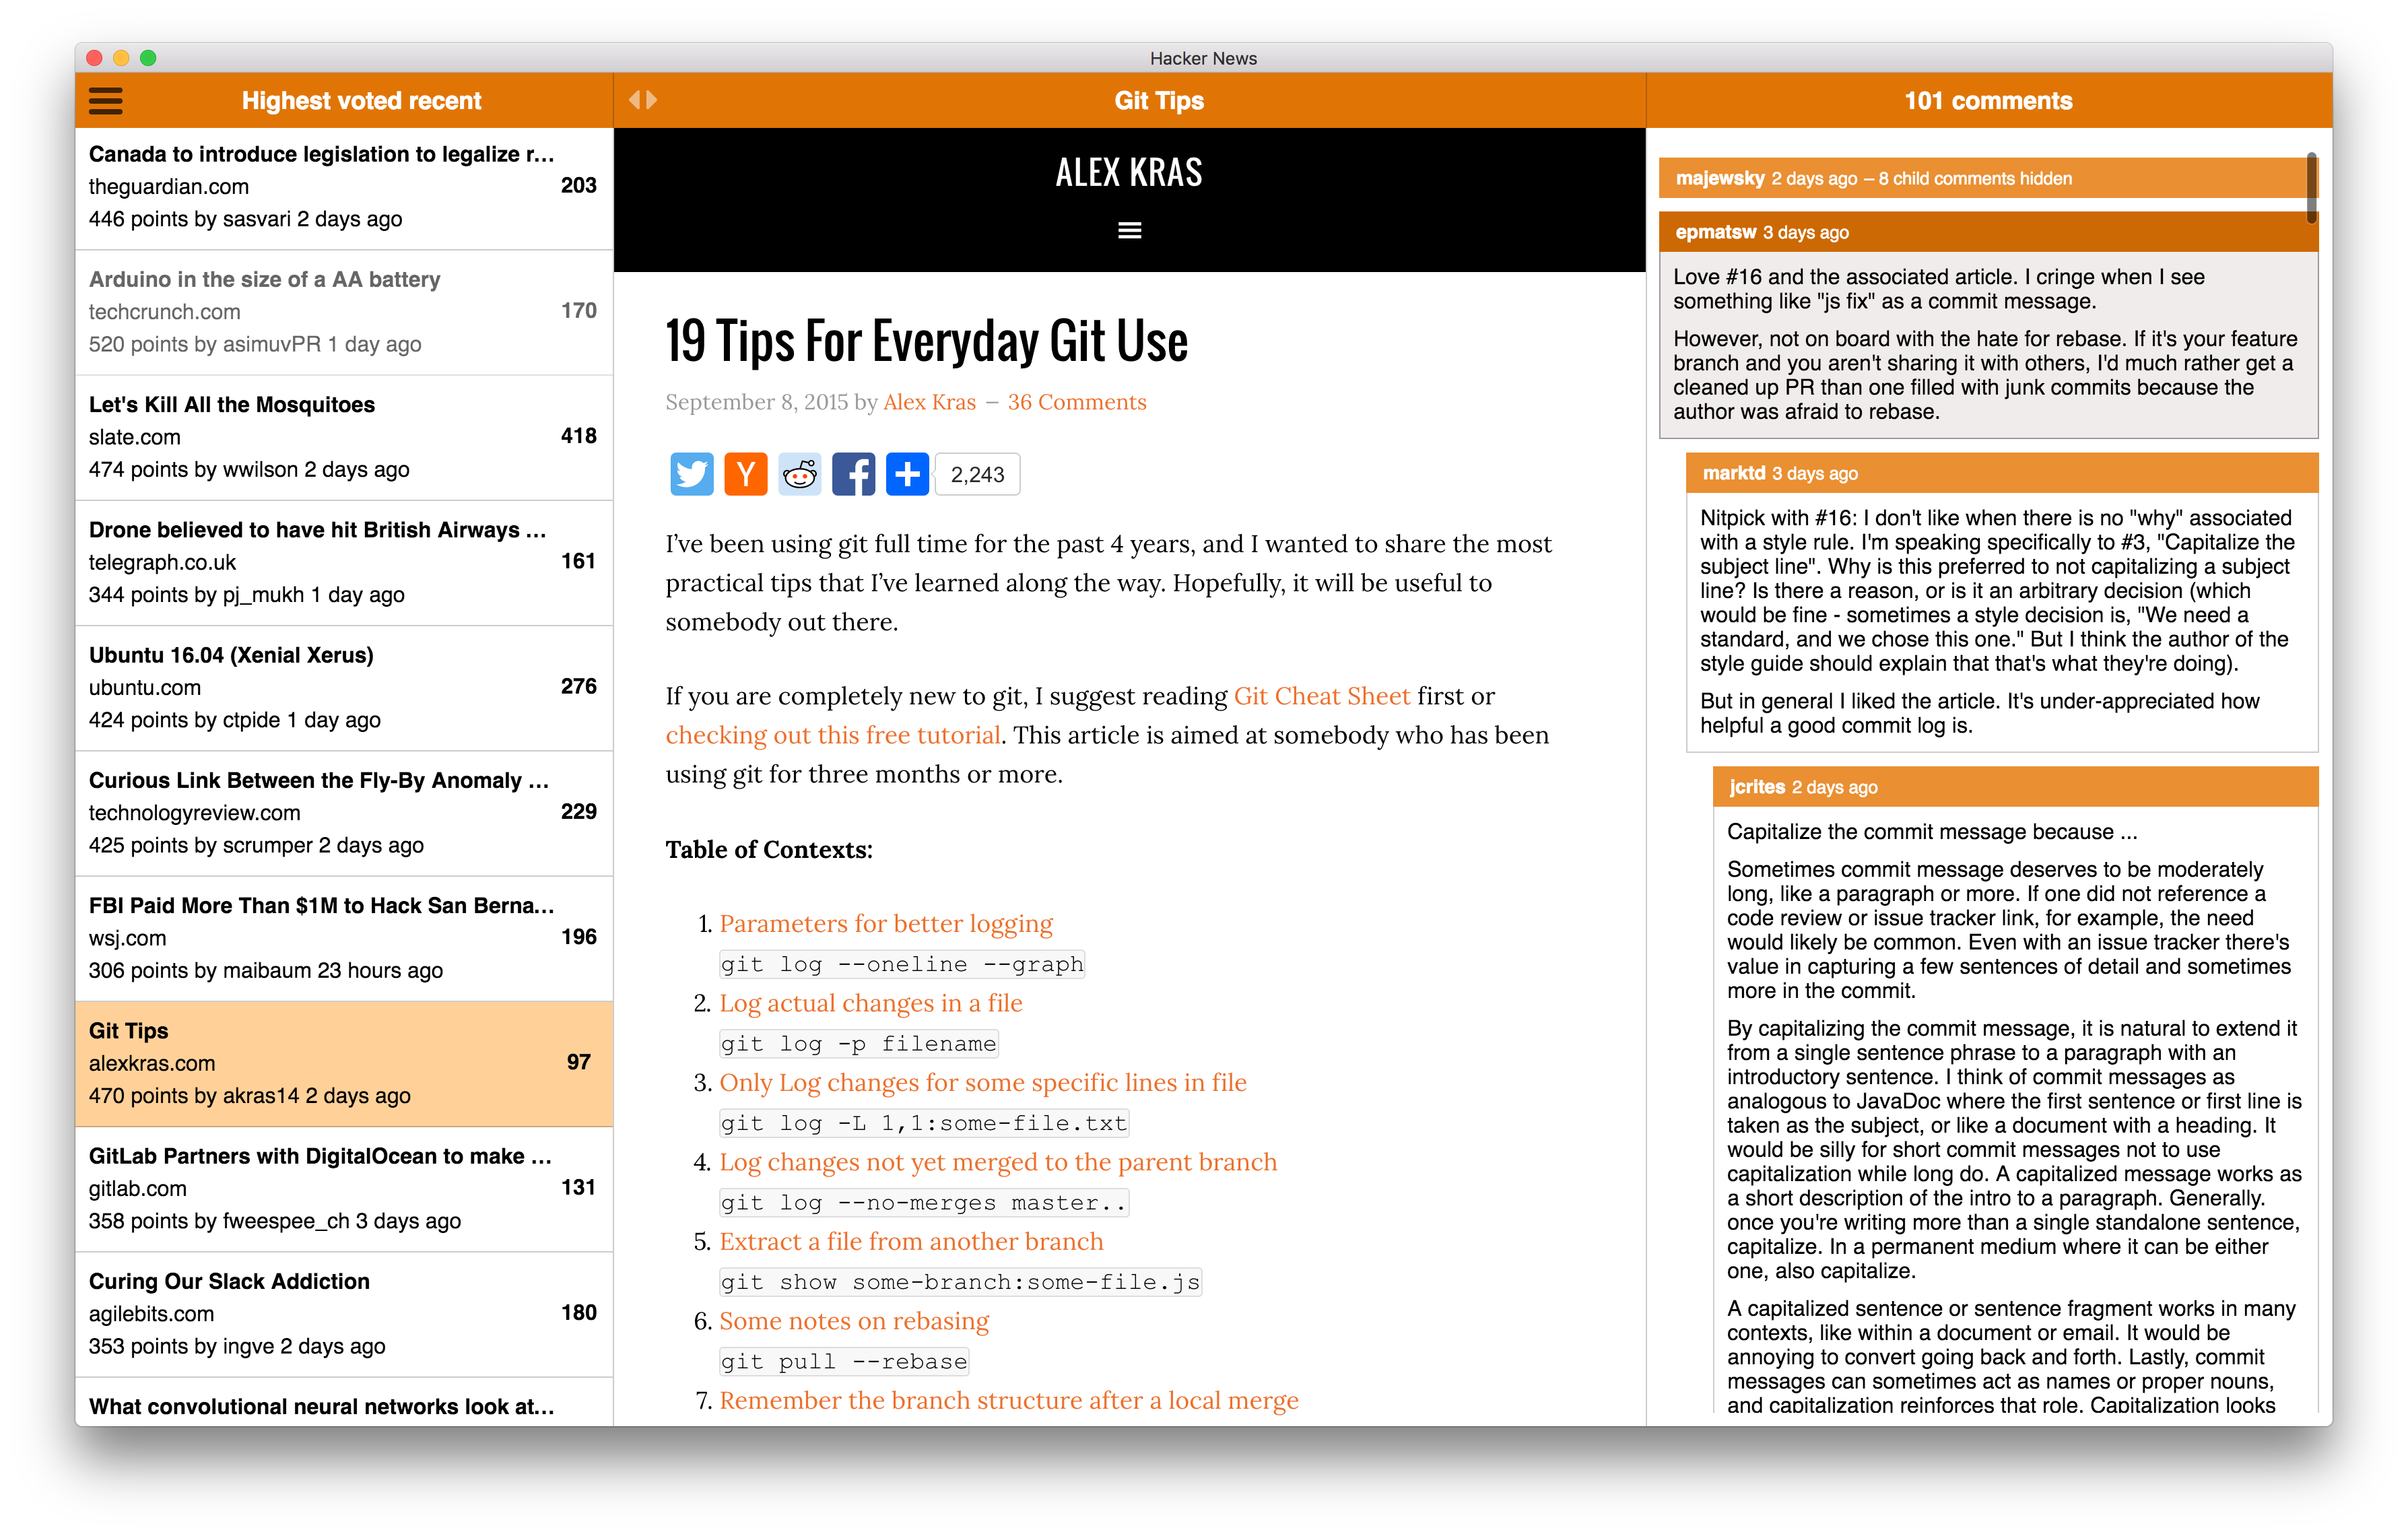 Hacker News
Highest voted recent
Canada to introduce legislation to legalize r...
theguardian.com
203
446 points by sasvari 2 days ago
Arduino in the size of a AA battery
techcrunch.com
170
520 points by asimuvPR 1 day ago
Let's Kill All the Mosquitoes
slate.com
418
474 points by wwilson 2 days ago
Drone believed to have hit British Airways ...
telegraph.co.uk
161
344 points by pj_mukh 1 day ago
Ubuntu 16.04 (Xenial Xerus)
ubuntu.com
276
424 points by ctpide 1 day ago
Curious Link Between the Fly-By Anomaly ...
technologyreview.com
229
425 points by scrumper 2 days ago
FBI Paid More Than $1M to Hack San Berna...
wsj.com
196
306 points by maibaum 23 hours ago
Git Tips
alexkras.com
97
470 points by akras14 2 days ago
GitLab Partners with DigitalOcean to make ...
gitlab.com
131
358 points by fweespee_ch 3 days ago
Curing Our Slack Addiction
agilebits.com
180
353 points by ingve 2 days ago
What convolutional neural networks look at...
Git Tips
ALEX KRAS
19 Tips For Everyday Git Use
September 8, 2015 by Alex Kras — 36 Comments
2,243
I've been using git full time for the past 4 years, and I wanted to share the most
practical tips that I've learned along the way. Hopefully, it will be useful to
somebody out there.
If you are completely new to git, I suggest reading Git Cheat Sheet first or
checking out this free tutorial. This article is aimed at somebody who has been
using git for three months or more.
Table of Contexts:
1. Parameters for better logging
git log --oneline --graph
2. Log actual changes in a file
git log -p filename
3. Only Log changes for some specific lines in file
git log -L 1,1:some-file.txt
4. Log changes not yet merged to the parent branch
git log --no-merges master..
5. Extract a file from another branch
git show some-branch:some-file.js
6. Some notes on rebasing
git pull --rebase
7. Remember the branch structure after a local merge
101 comments
majewsky 2 days ago – 8 child comments hidden
epmatsw 3 days ago
Love #16 and the associated article. I cringe when I see
something like "js fix" as a commit message.
However, not on board with the hate for rebase. If it's your feature
branch and you aren't sharing it with others, I'd much rather get a
cleaned up PR than one filled with junk commits because the
author was afraid to rebase.
marktd 3 days ago
Nitpick with #16: I don't like when there is no "why" associated
with a style rule. I'm speaking specifically to #3, "Capitalize the
subject line". Why is this preferred to not capitalizing a subject
line? Is there a reason, or is it an arbitrary decision (which
would be fine - sometimes a style decision is, "We need a
standard, and we chose this one." But I think the author of the
style guide should explain that that's what they're doing).
But in general I liked the article. It's under-appreciated how
helpful a good commit log is.
jcrites 2 days ago
Capitalize the commit message because ...
Sometimes commit message deserves to be moderately
long, like a paragraph or more. If one did not reference a
code review or issue tracker link, for example, the need
would likely be common. Even with an issue tracker there's
value in capturing a few sentences of detail and sometimes
more in the commit.
By capitalizing the commit message, it is natural to extend it
from a single sentence phrase to a paragraph with an
introductory sentence. I think of commit messages as
analogous to JavaDoc where the first sentence or first line is
taken as the subject, or like a document with a heading. It
would be silly for short commit messages not to use
capitalization while long do. A capitalized message works as
a short description of the intro to a paragraph. Generally.
once you're writing more than a single standalone sentence,
capitalize. In a permanent medium where it can be either
one, also capitalize.
A capitalized sentence or sentence fragment works in many
contexts, like within a document or email. It would be
annoying to convert going back and forth. Lastly, commit
messages can sometimes act as names or proper nouns,
and capitalization reinforces that role. Capitalization looks